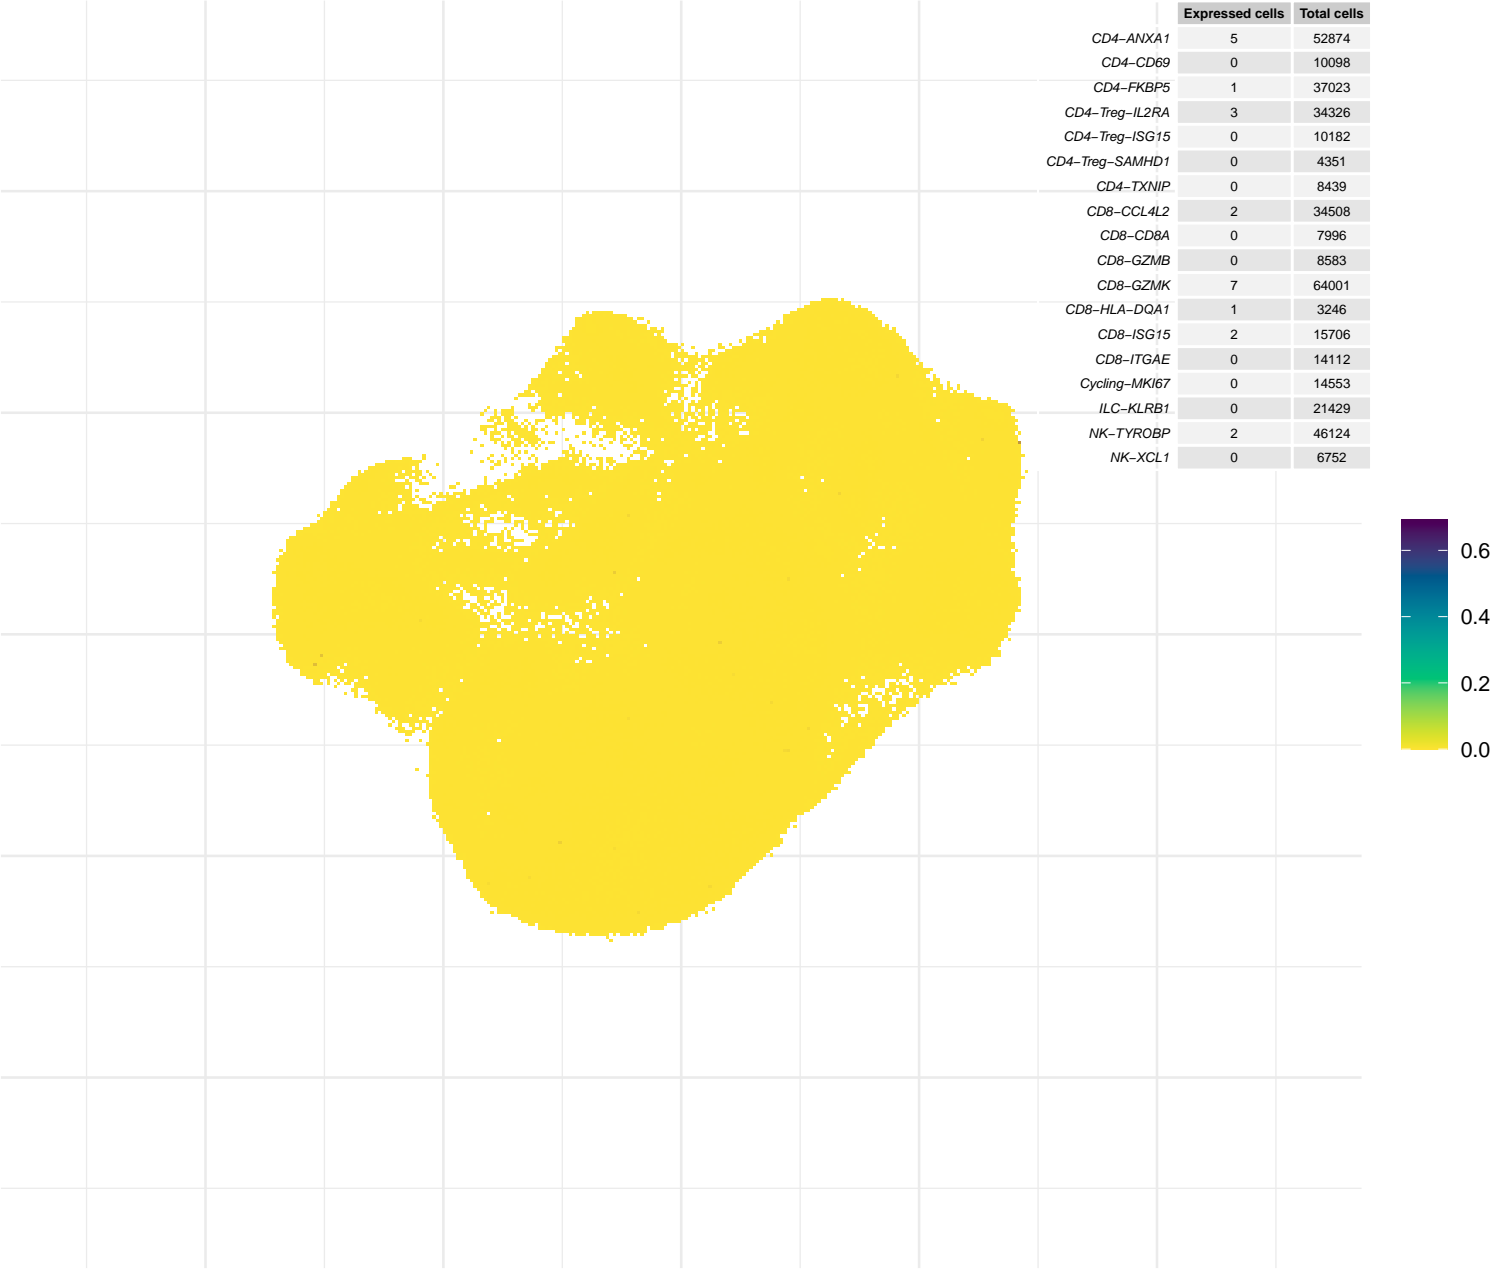 Expressed cells Total cells
CD4−ANXA1 5 52874
CD4−CD69 0 10098
CD4−FKBP5 1 37023
CD4−Treg−IL2RA 3 34326
CD4−Treg−ISG15 0 10182
CD4−Treg−SAMHD1 0 4351
CD4−TXNIP 0 8439
CD8−CCL4L2 2 34508
CD8−CD8A 0 7996
CD8−GZMB 0 8583
CD8−GZMK 7 64001
CD8−HLA−DQA1 1 3246
CD8−ISG15 2 15706
CD8−ITGAE 0 14112
Cycling−MKI67 0 14553
ILC−KLRB1 0 21429
NK−TYROBP 2 46124
NK−XCL1 0 6752
0.6
0.4
0.2
0.0